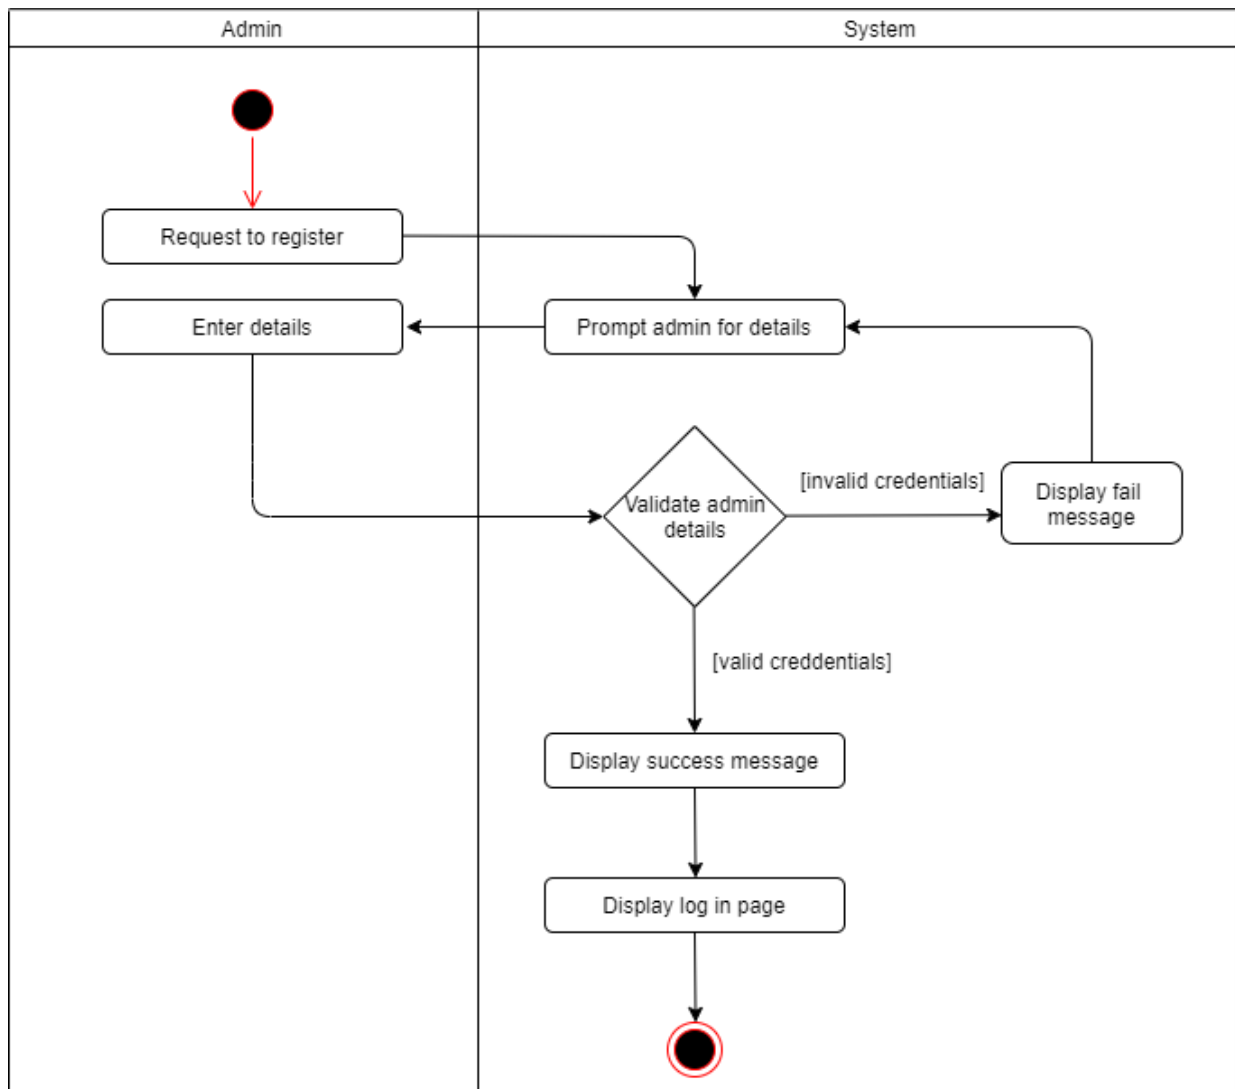 Admin
System
Request to register
Enter details
Prompt admin for details
Validate admin
details
[invalid credentials]
Display fail
message
[valid creddentials]
Display success message
Display log in page